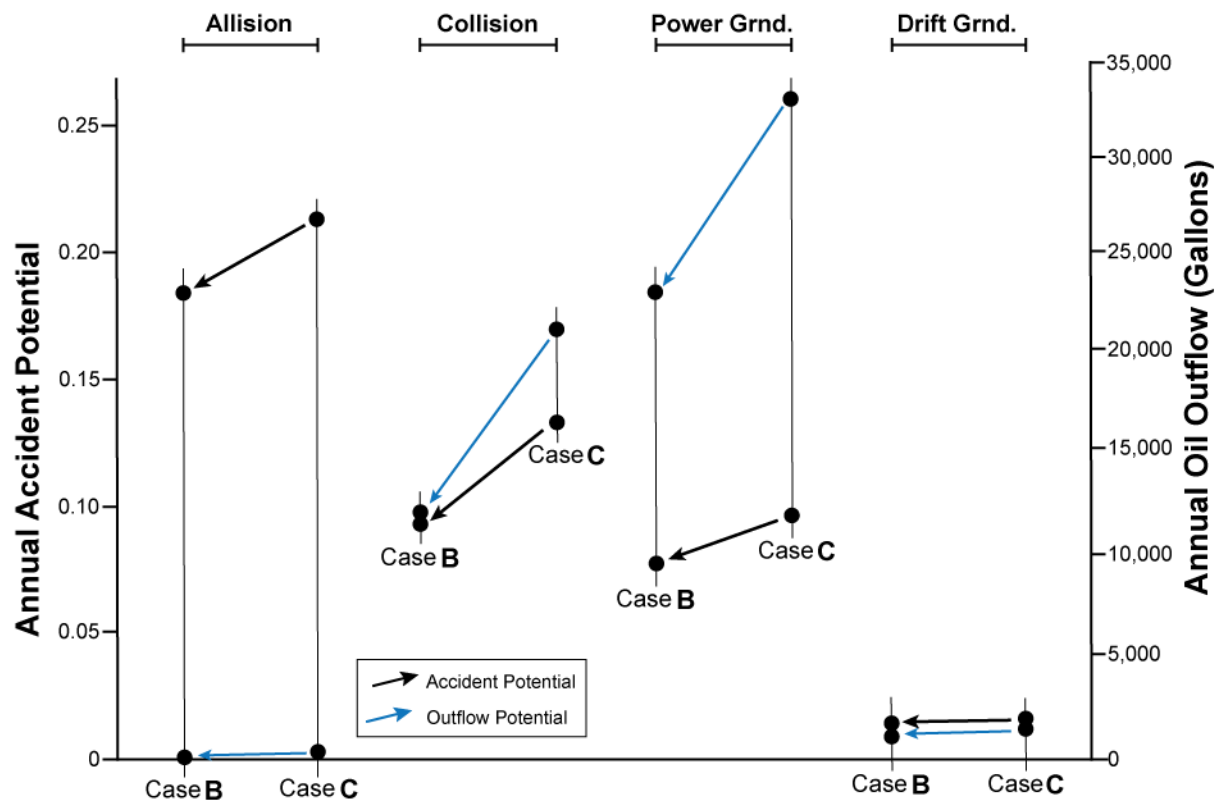 Allision
Collision
Power Grnd.
Drift Grnd.
Annual Accident Potential
0.25
0.20
0.15
0.10
0.05
0
35,000
30,000
25,000
20,000
15,000
10,000
5,000
0
Annual Oil Outflow (Gallons)
Case B
Case C
Case B
Case C
Case B
Case C
Case B
Case C
Accident Potential
Outflow Potential